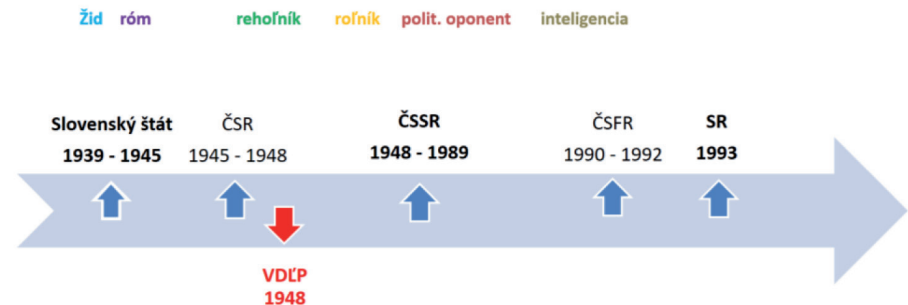 Žid róm rehoľník roľník polit. oponent inteligencia
Slovenský štát ČSR ČSSR ČSFR SR
1939 - 1945 1945 - 1948 1948 - 1989 1990 - 1992 1993
VDĽP
1948